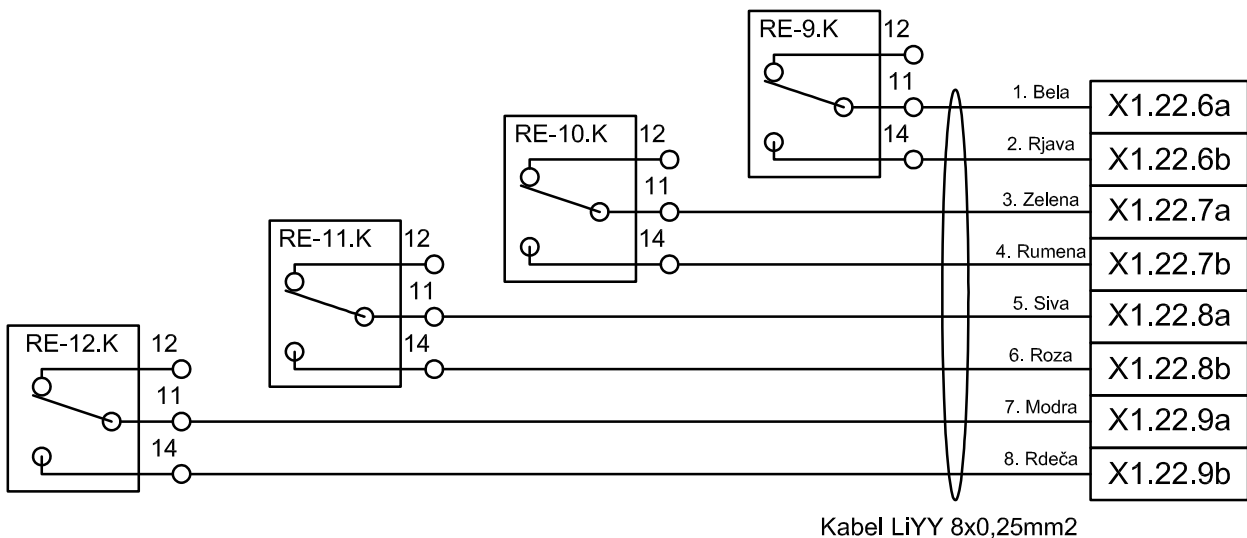 RE-9.K 12
11 1. Bela X1.22.6a
14 2. Rjava X1.22.6b
RE-10.K 12
11 3. Zelena X1.22.7a
14 4. Rumena X1.22.7b
RE-11.K 12
11 5. Siva X1.22.8a
14 6. Roza X1.22.8b
RE-12.K 12
11 7. Modra X1.22.9a
14 8. Rdeča X1.22.9b
Kabel LiYY 8x0,25mm2